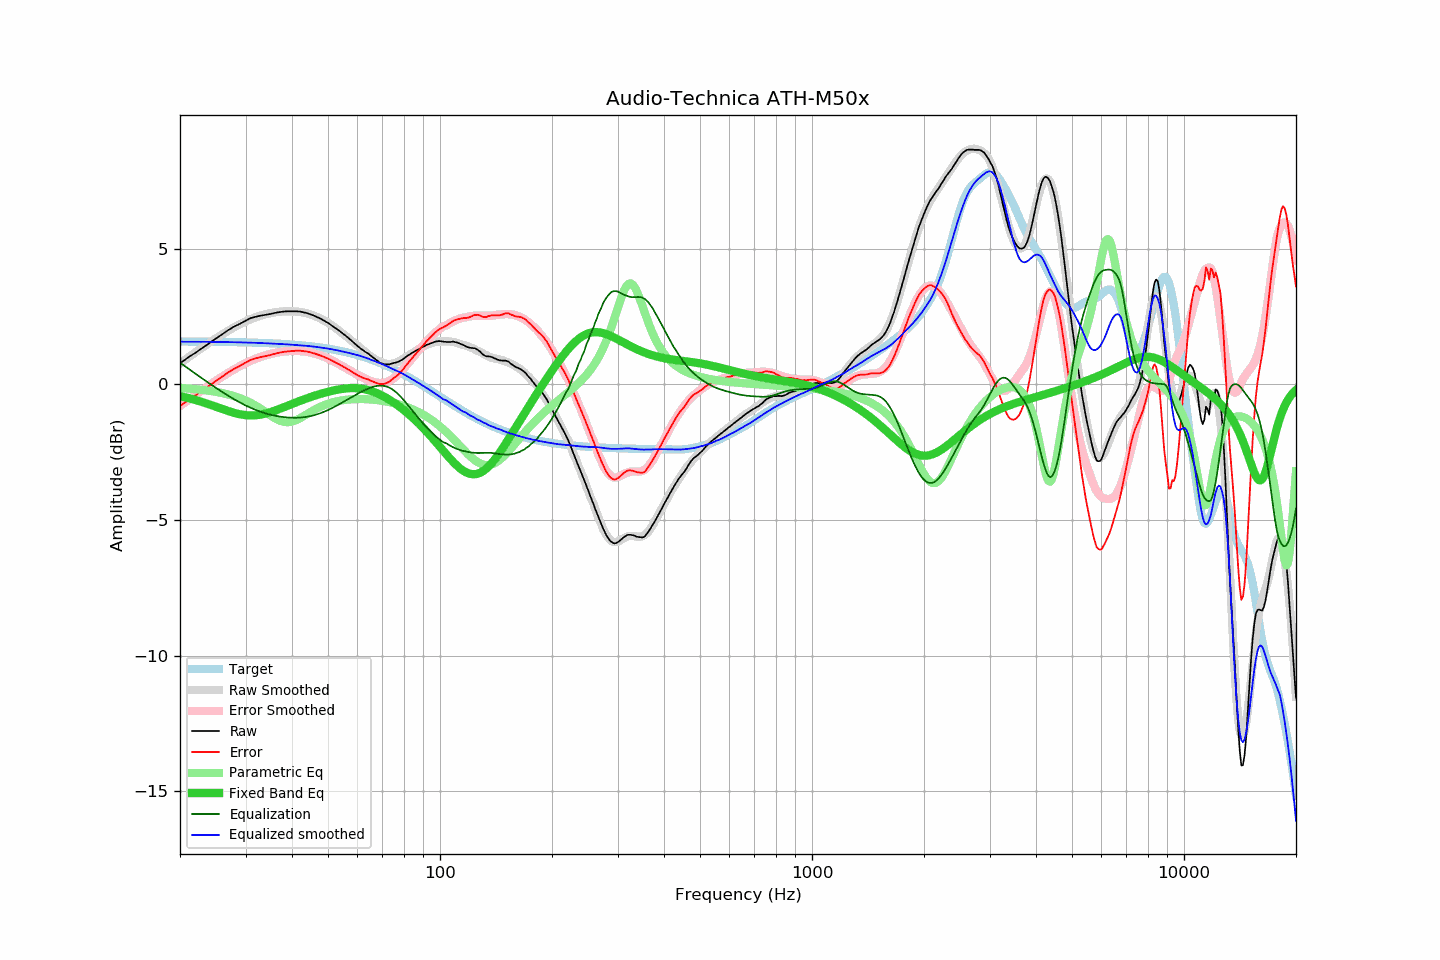 Audio-Technica ATH-M50x
Amplitude (dBr)
5
0
−5
−10
−15
Target
Raw Smoothed
Error Smoothed
Raw
Error
Parametric Eq
Fixed Band Eq
Equalization
Equalized smoothed
100
1000
10000
Frequency (Hz)